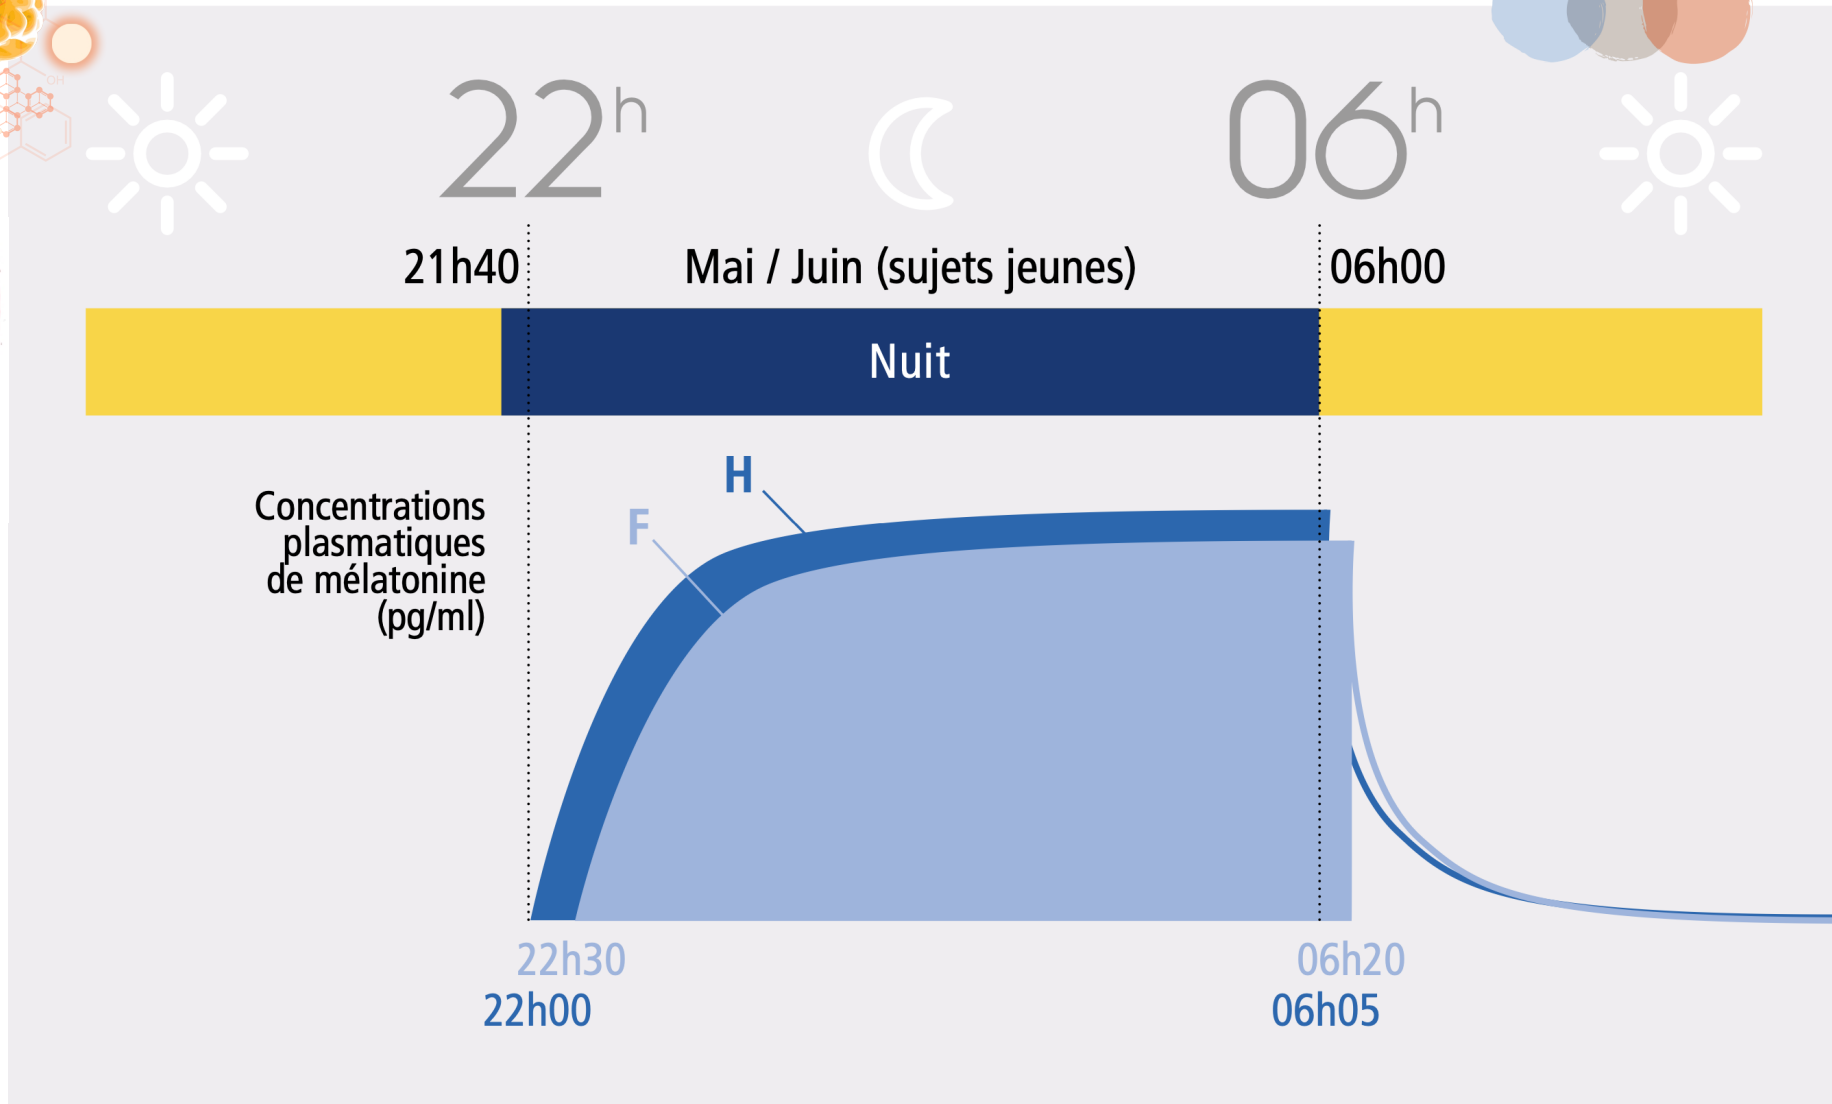 OH
22h
06h
21h40
Mai / Juin (sujets jeunes)
06h00
Nuit
H
F
Concentrations
plasmatiques
de mélatonine
(pg/ml)
22h30
06h20
22h00
06h05